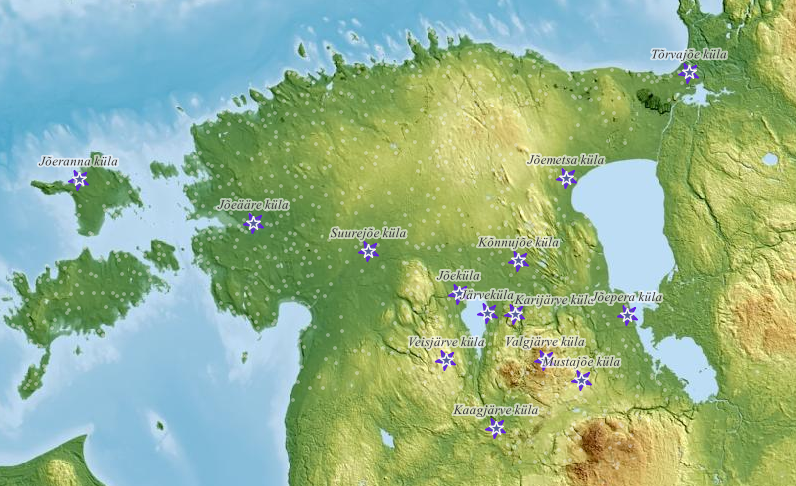 Tõrvajõe küla
Jõeranna küla
Jõemetsa küla
Jõeääre küla
Suurejõe küla
Kõnnujõe küla
Jõeküla
Järveküla
Karijärve küla
Jõepera küla
Veisjärve küla
Valgjärve küla
Mustajõe küla
Kaagjärve küla